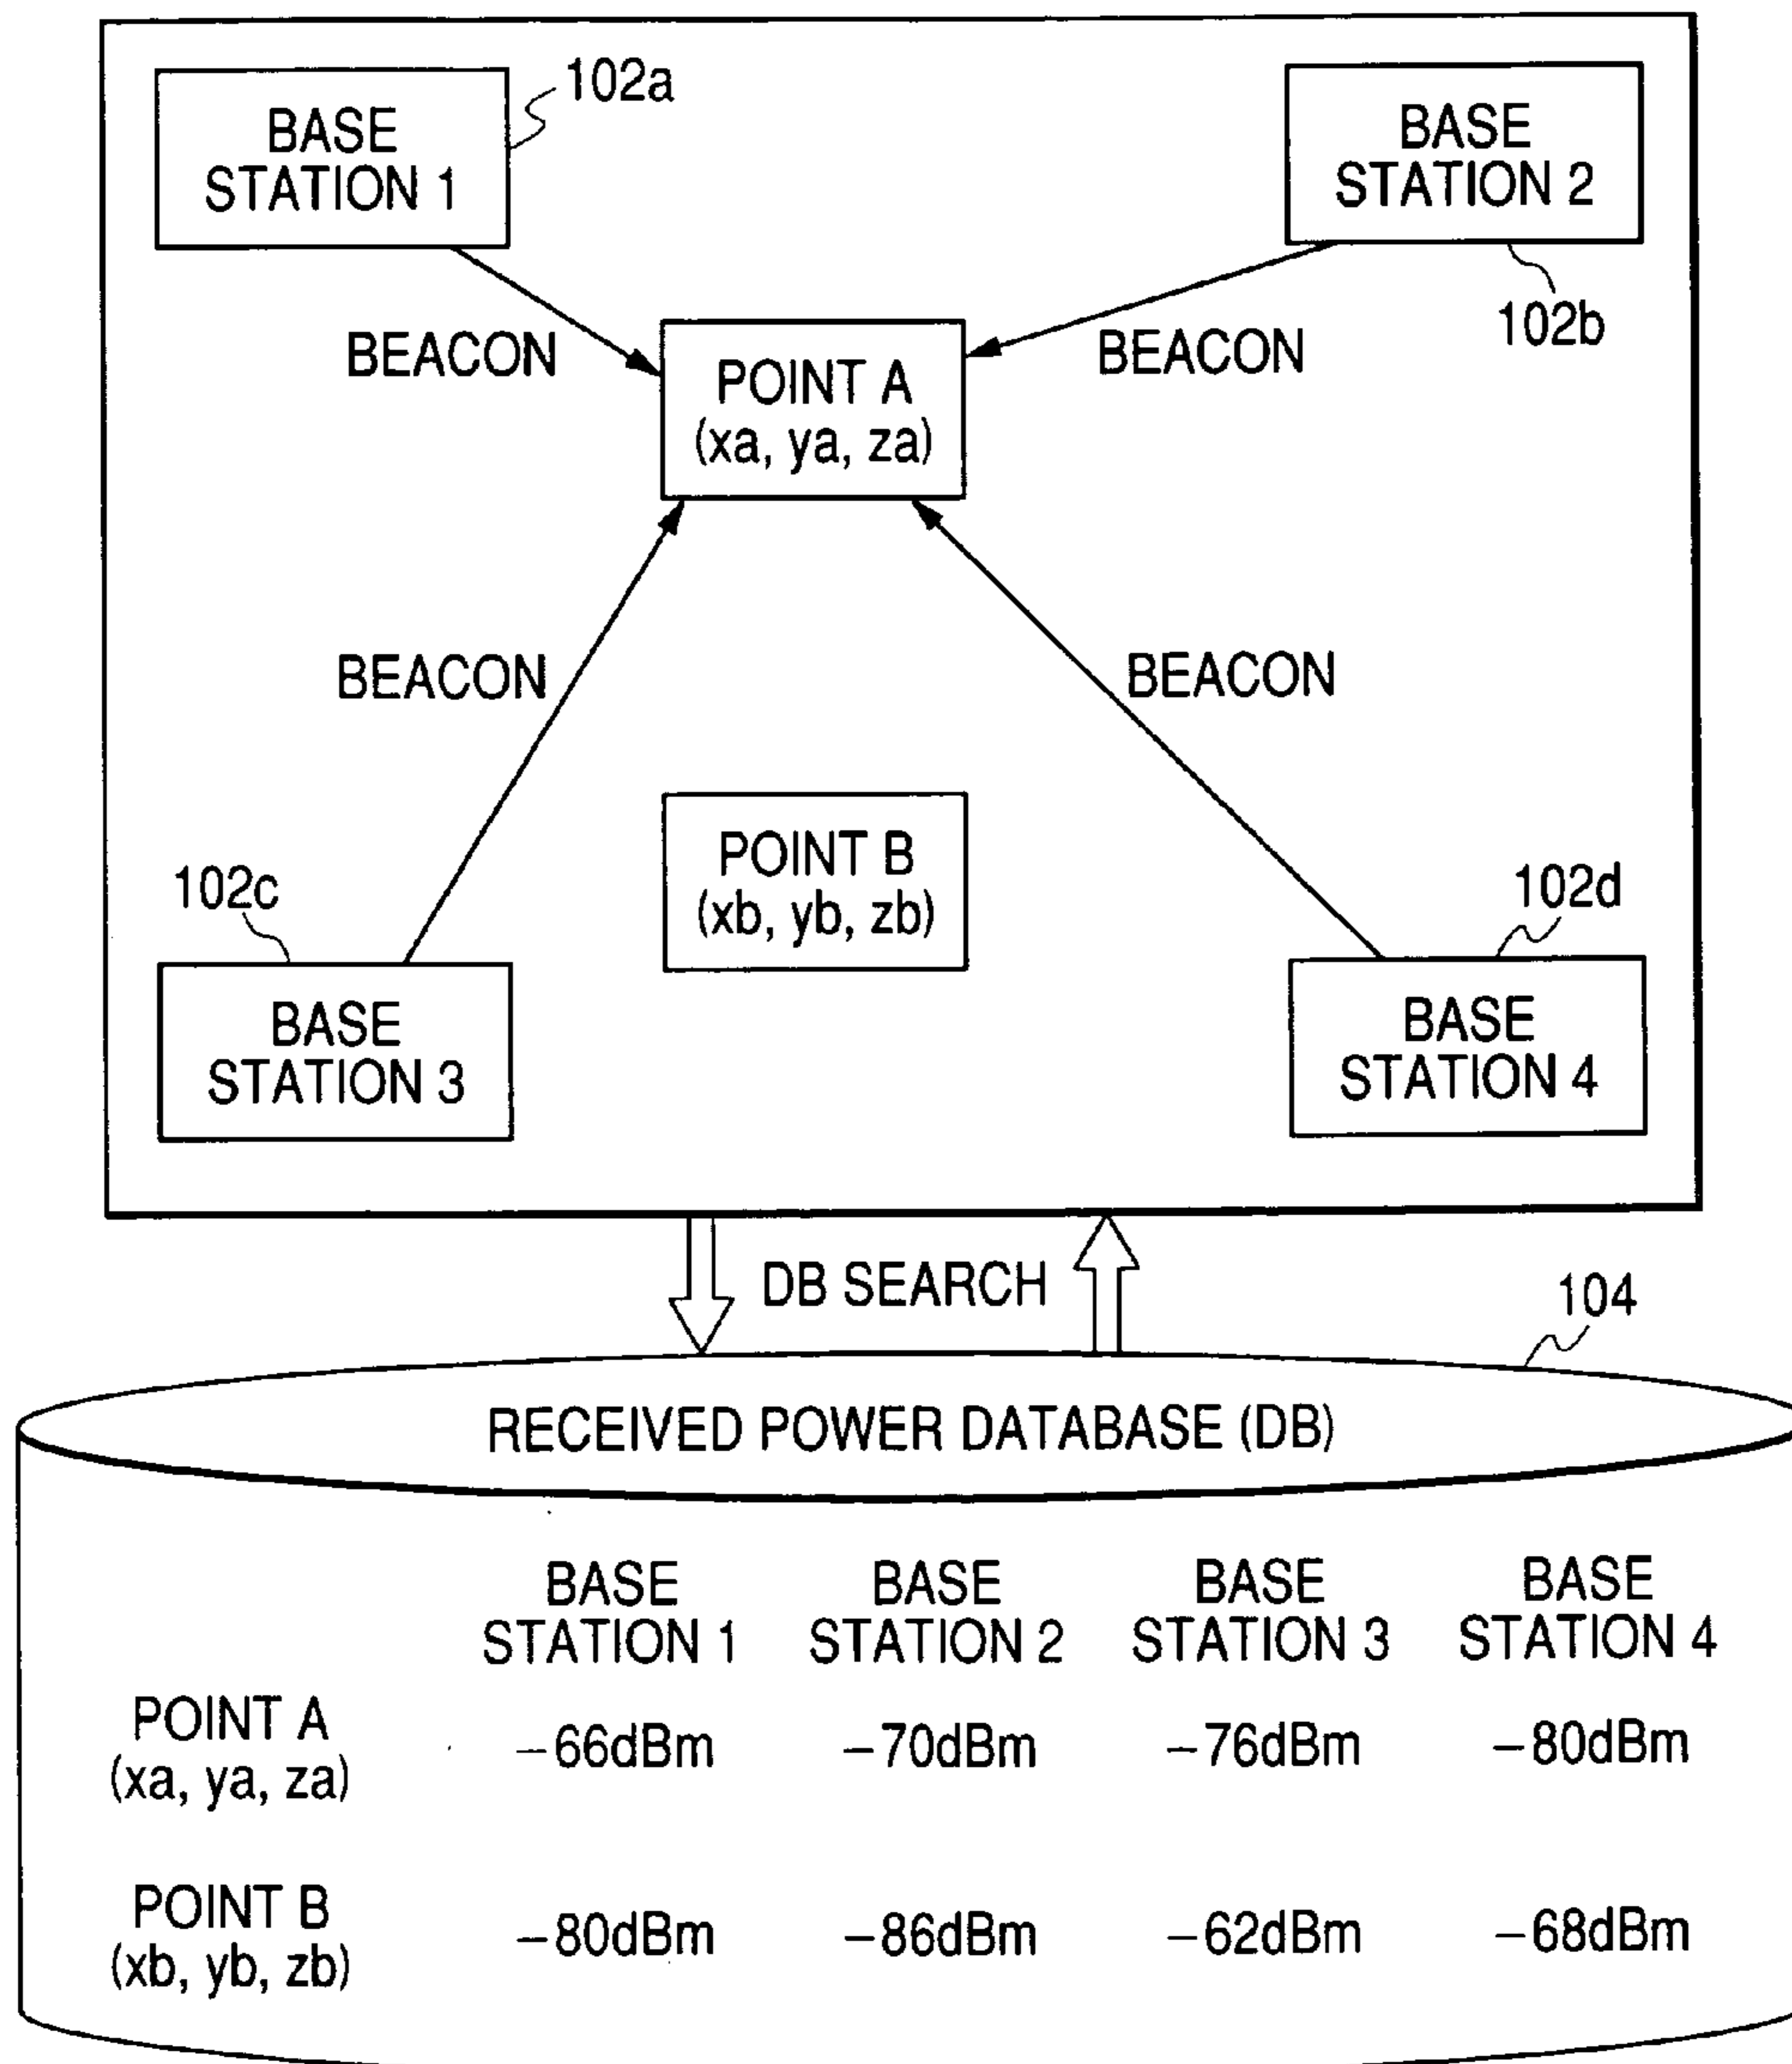 102a
BASE
STATION 1
BASE
STATION 2
102b
BEACON
BEACON
POINT A
(xa, ya, za)
BEACON
BEACON
POINT B
(xb, yb, zb)
102c
102d
BASE
STATION 3
BASE
STATION 4
DB SEARCH
104
RECEIVED POWER DATABASE (DB)
BASE BASE BASE BASE
STATION 1 STATION 2 STATION 3 STATION 4
POINT A
(xa, ya, za)
−66dBm −70dBm −76dBm −80dBm
POINT B
(xb, yb, zb)
−80dBm −86dBm −62dBm −68dBm